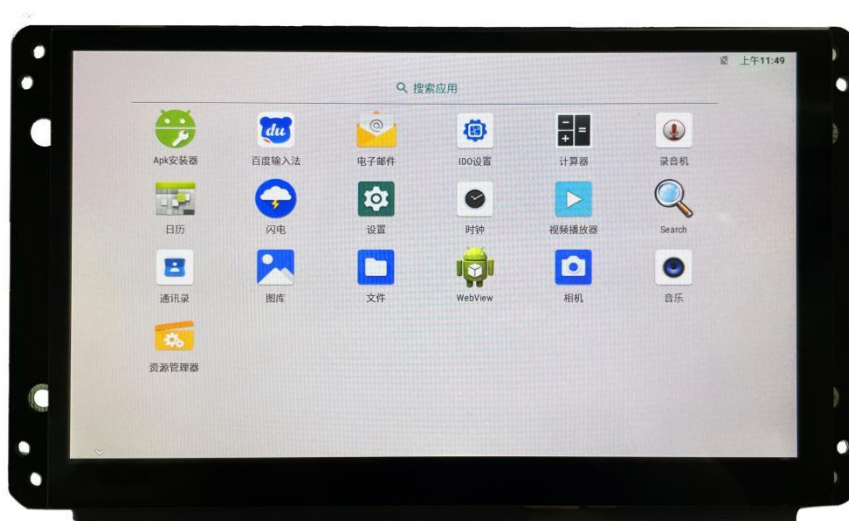 上午11:49
搜索应用
du
Apk安装器
百度输入法
电子邮件
IDO设置
计算器
录音机
日历
闪电
设置
时钟
视频播放器
Search
通讯录
图库
文件
WebView
相机
音乐
资源管理器